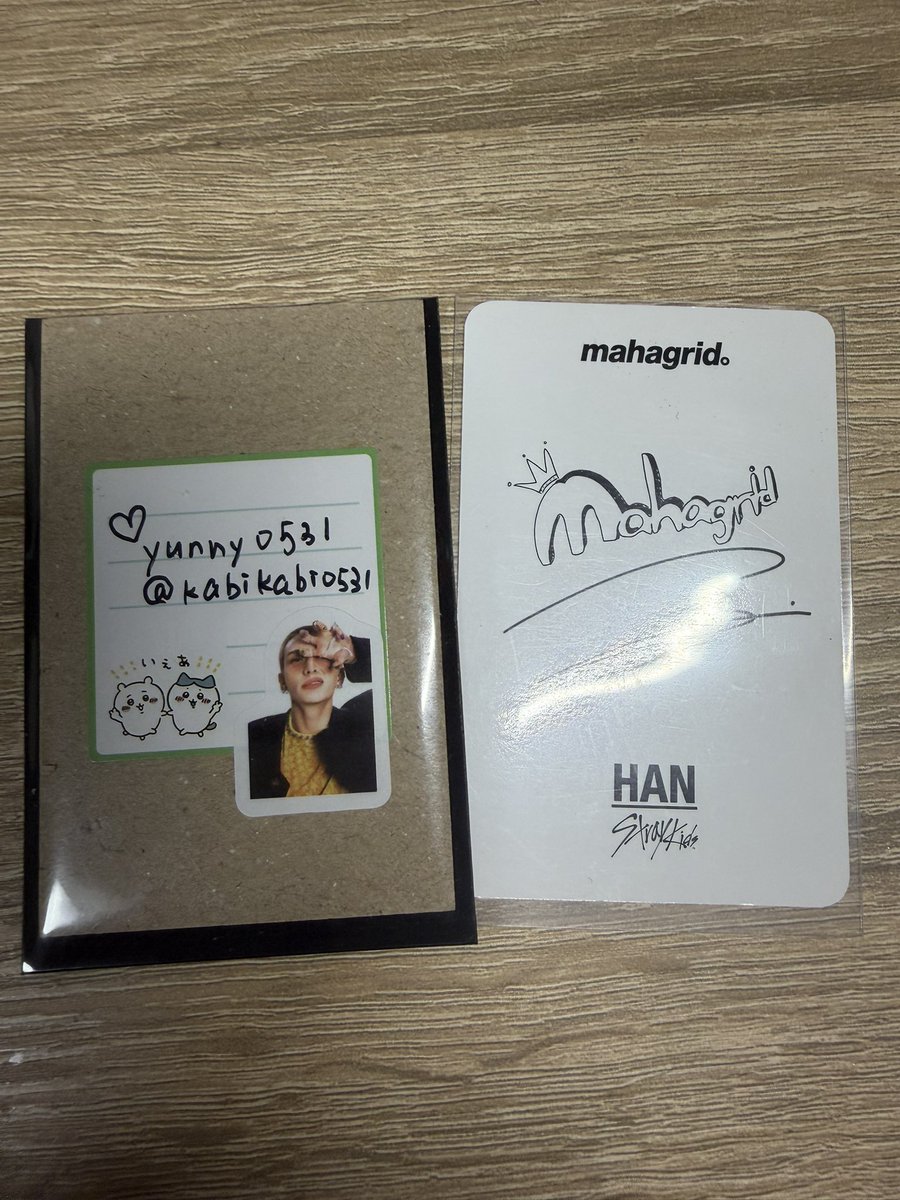 ♡ yunny0531
@kabikabi0531
いぇあ
mahagrid
mahagrid
HAN
Stray Kids